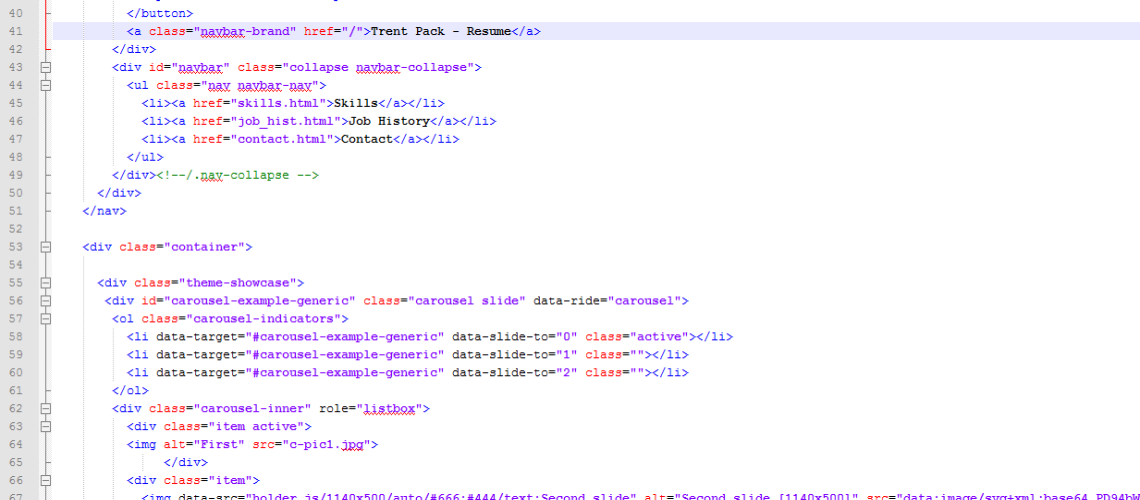 40 </button>
41 <a class="navbar-brand" href="/">Trent Pack - Resume</a>
42 </div>
43 <div id="navbar" class="collapse navbar-collapse">
44 <ul class="nav navbar-nav">
45 <li><a href="skills.html">Skills</a></li>
46 <li><a href="job_hist.html">Job History</a></li>
47 <li><a href="contact.html">Contact</a></li>
48 </ul>
49 </div><!--/.nav-collapse -->
50 </div>
51 </nav>
52
53 <div class="container">
54
55 <div class="theme-showcase">
56 <div id="carousel-example-generic" class="carousel slide" data-ride="carousel">
57 <ol class="carousel-indicators">
58 <li data-target="#carousel-example-generic" data-slide-to="0" class="active"></li>
59 <li data-target="#carousel-example-generic" data-slide-to="1" class=""></li>
60 <li data-target="#carousel-example-generic" data-slide-to="2" class=""></li>
61 </ol>
62 <div class="carousel-inner" role="listbox">
63 <div class="item active">
64 <img alt="First" src="c-pic1.jpg">
65 </div>
66 <div class="item">
67 <img data-src="holder.js/1140x500/auto/#666:#444/text:Second slide" alt="Second slide [1140x500]" src="data:image/svg+xml;base64,PD94bW